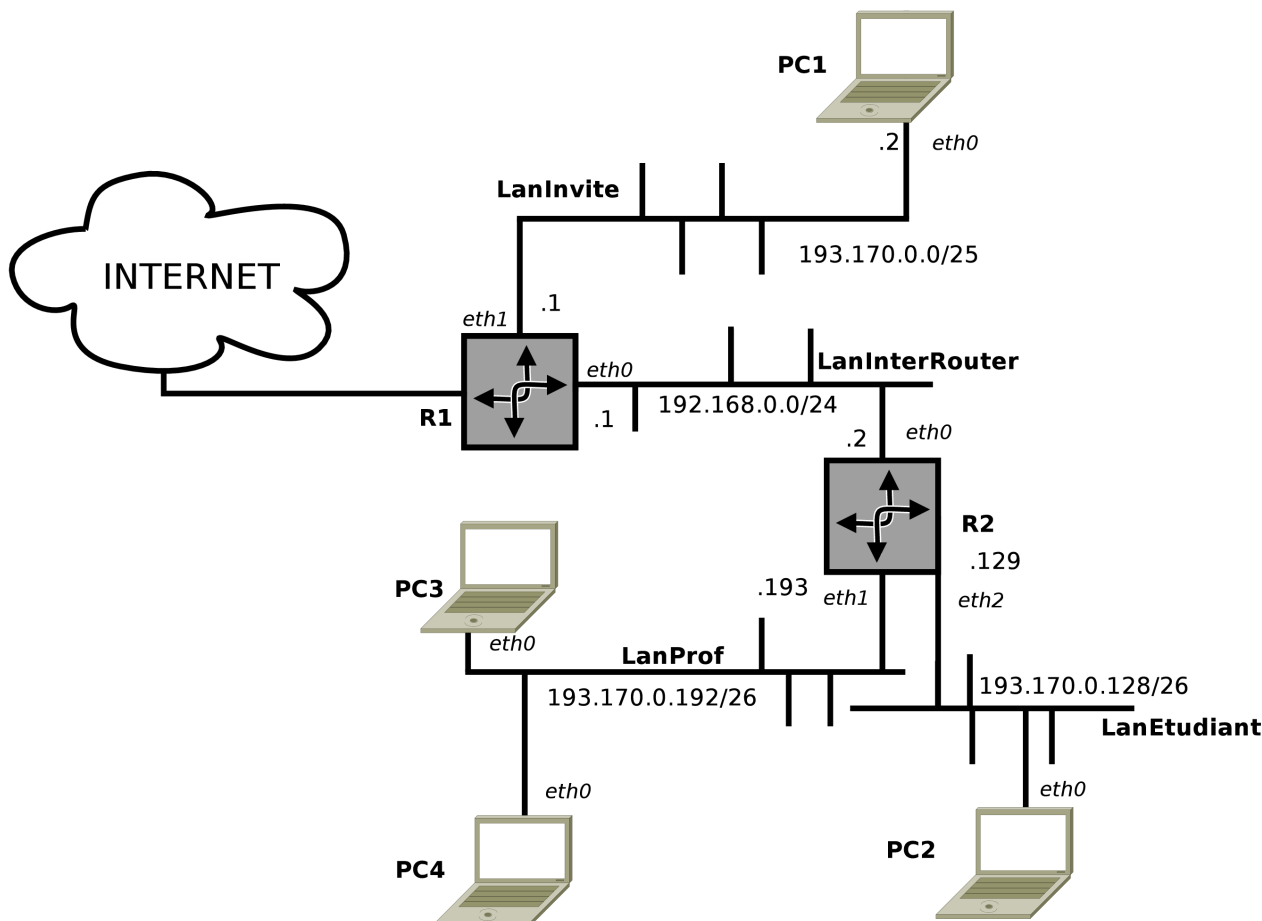 PC1
.2
eth0
LanInvite
193.170.0.0/25
INTERNET
eth1
.1
eth0
LanInterRouter
R1
.1
192.168.0.0/24
.2
eth0
R2
.129
.193
eth1
eth2
PC3
eth0
LanProf
193.170.0.192/26
193.170.0.128/26
LanEtudiant
eth0
eth0
PC4
PC2